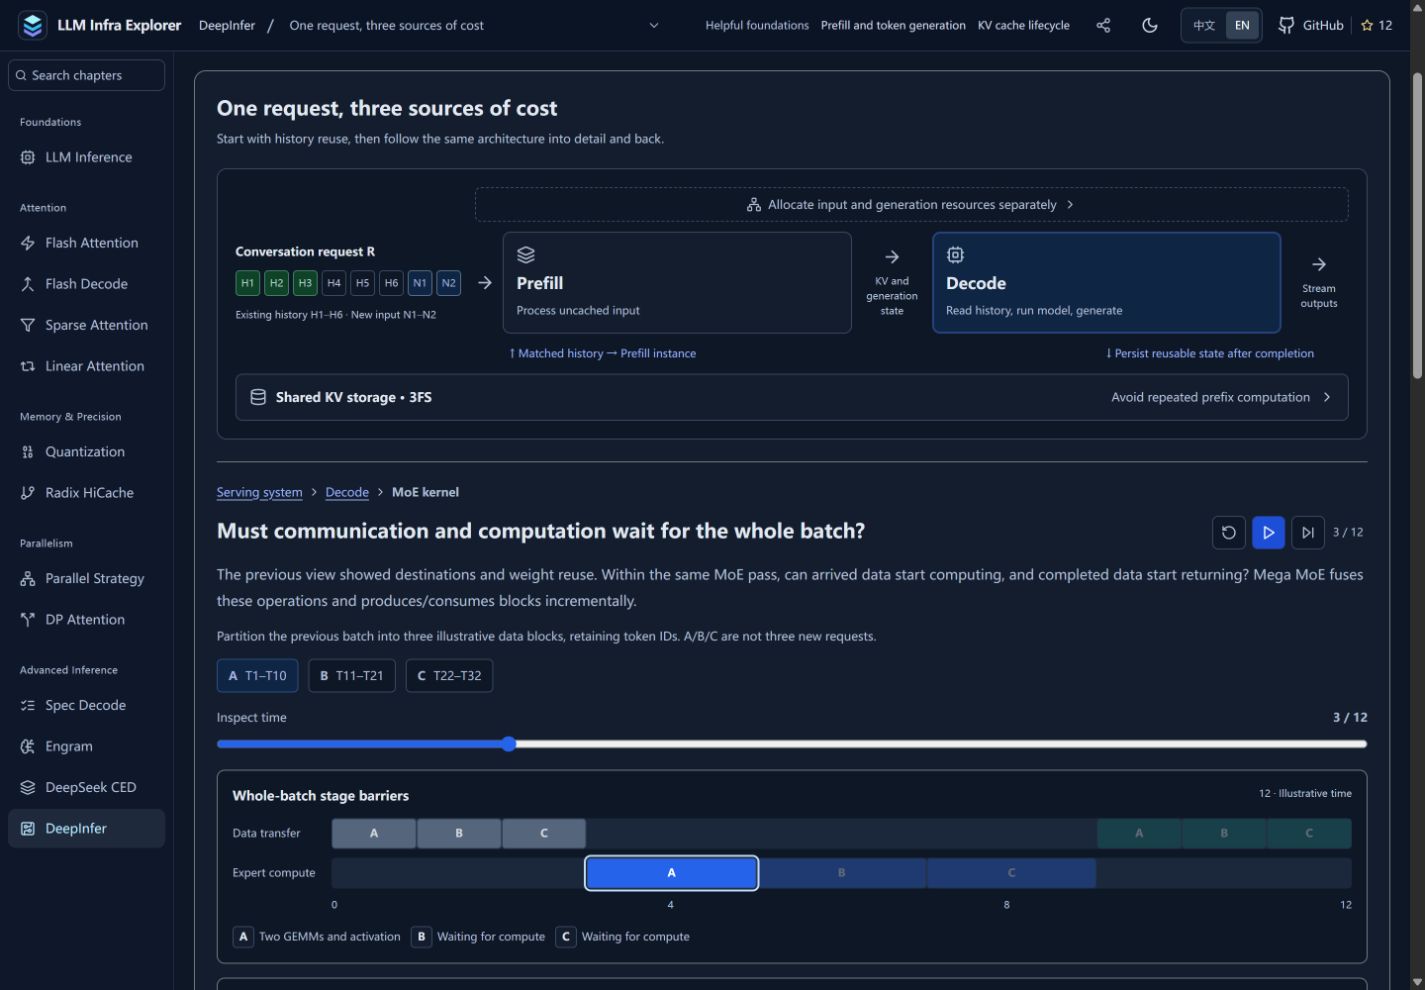 LLM Infra Explorer
DeepInfer / One request, three sources of cost
Helpful foundations Prefill and token generation KV cache lifecycle
中文 EN
GitHub 12
Search chapters
Foundations
LLM Inference
Attention
Flash Attention
Flash Decode
Sparse Attention
Linear Attention
Memory & Precision
Quantization
Radix HiCache
Parallelism
Parallel Strategy
DP Attention
Advanced Inference
Spec Decode
Engram
DeepSeek CED
DeepInfer
One request, three sources of cost
Start with history reuse, then follow the same architecture into detail and back.
Allocate input and generation resources separately
Conversation request R
H1 H2 H3 H4 H5 H6 N1 N2
Existing history H1–H6 · New input N1–N2
Prefill
Process uncached input
KV and
generation
state
Decode
Read history, run model, generate
Stream
outputs
↑ Matched history → Prefill instance
↓ Persist reusable state after completion
Shared KV storage • 3FS
Avoid repeated prefix computation
Serving system > Decode > MoE kernel
Must communication and computation wait for the whole batch?
3 / 12
The previous view showed destinations and weight reuse. Within the same MoE pass, can arrived data start computing, and completed data start returning? Mega MoE fuses
these operations and produces/consumes blocks incrementally.
Partition the previous batch into three illustrative data blocks, retaining token IDs. A/B/C are not three new requests.
A T1–T10 B T11–T21 C T22–T32
Inspect time 3 / 12
Whole-batch stage barriers 12 · Illustrative time
Data transfer A B C A B C
Expert compute A B C
0 4 8 12
A Two GEMMs and activation B Waiting for compute C Waiting for compute